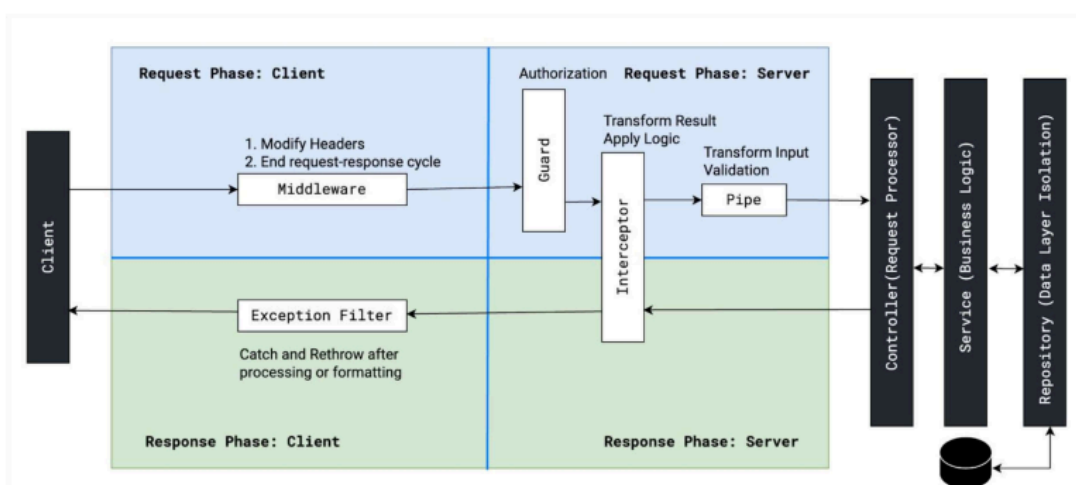 Request Phase: Client
Authorization
Request Phase: Server
1. Modify Headers
2. End request-response cycle
Middleware
Guard
Transform Result
Apply Logic
Transform Input
Validation
Pipe
Interceptor
Client
Controller(Request Processor)
Service (Business Logic)
Repository (Data Layer Isolation)
Exception Filter
Catch and Rethrow after
processing or formatting
Response Phase: Client
Response Phase: Server